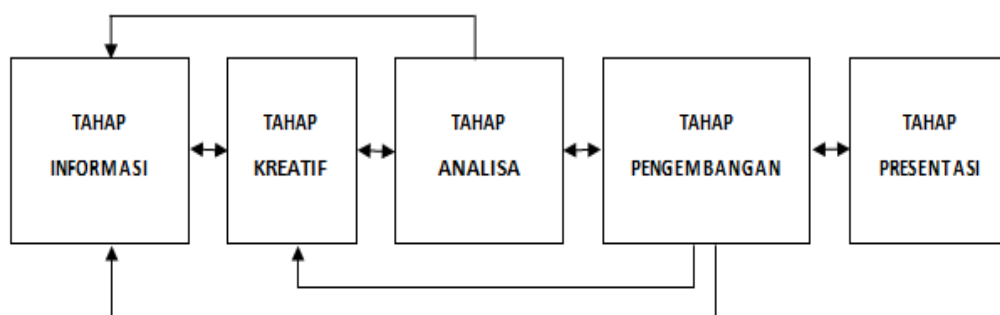 TAHAP
INFORMASI
TAHAP
KREATIF
TAHAP
ANALISA
TAHAP
PENGEMBANGAN
TAHAP
PRESENTASI